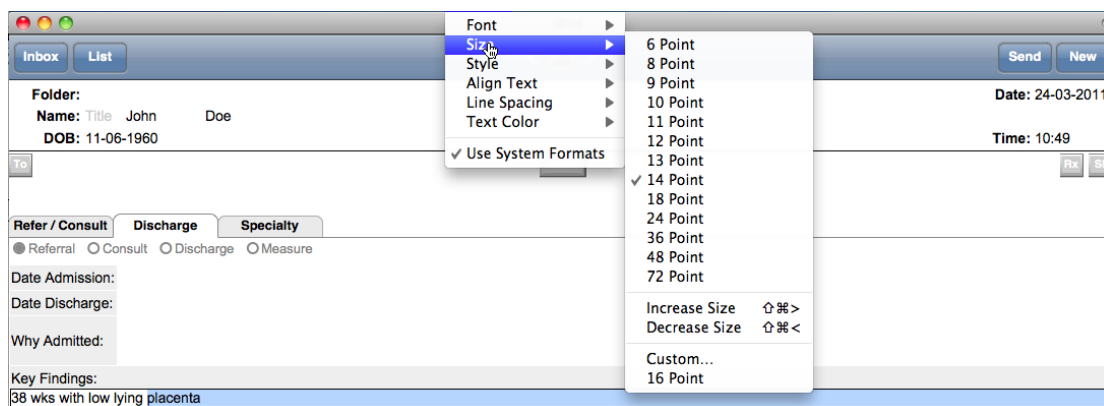 Font
Inbox List Size 6 Point Send New
Style 8 Point
Align Text 9 Point
Folder: Line Spacing 10 Point Date: 24-03-2011
Name: Title John Doe Text Color 11 Point
DOB: 11-06-1960 12 Point Time: 10:49
✓ Use System Formats 13 Point
To ✓ 14 Point Rx
18 Point
24 Point
Refer / Consult Discharge Specialty 36 Point
Referral Consult Discharge Measure 48 Point
Date Admission: 72 Point
Date Discharge: Increase Size ⇧⌘>
Decrease Size ⇧⌘<
Why Admitted:
Custom...
Key Findings: 16 Point
38 wks with low lying placenta